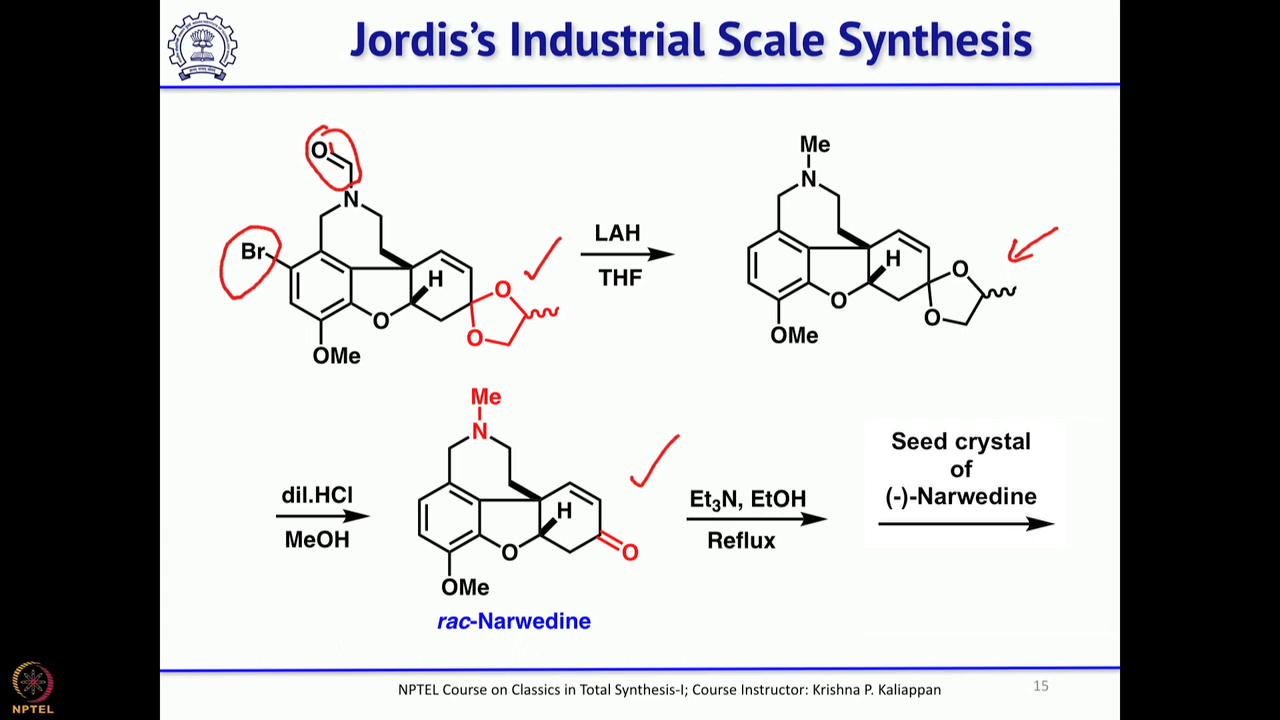 Jordis's Industrial Scale Synthesis
O
N
Br
H
O
O
O
OMe
LAH
THF
Me
N
H
O
O
O
OMe
dil.HCl
MeOH
Me
N
H
O
O
OMe
rac-Narwedine
Et₃N, EtOH
Reflux
Seed crystal
of
(-)-Narwedine
NPTEL Course on Classics in Total Synthesis-I; Course Instructor: Krishna P. Kaliappan
15
NPTEL